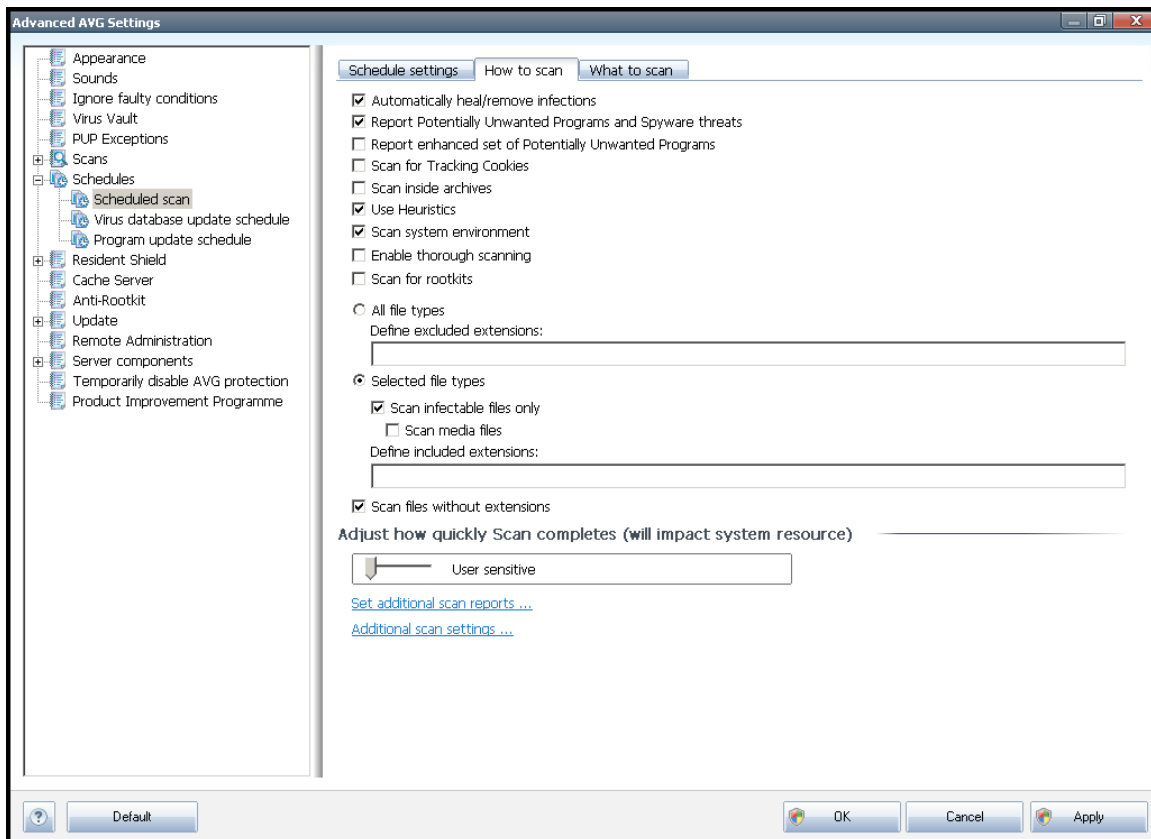 Advanced AVG Settings
Appearance
Sounds
Ignore faulty conditions
Virus Vault
PUP Exceptions
Scans
Schedules
Scheduled scan
Virus database update schedule
Program update schedule
Resident Shield
Cache Server
Anti-Rootkit
Update
Remote Administration
Server components
Temporarily disable AVG protection
Product Improvement Programme
Schedule settings
How to scan
What to scan
Automatically heal/remove infections
Report Potentially Unwanted Programs and Spyware threats
Report enhanced set of Potentially Unwanted Programs
Scan for Tracking Cookies
Scan inside archives
Use Heuristics
Scan system environment
Enable thorough scanning
Scan for rootkits
All file types
Define excluded extensions:
Selected file types
Scan infectable files only
Scan media files
Define included extensions:
Scan files without extensions
Adjust how quickly Scan completes (will impact system resource)
User sensitive
Set additional scan reports ...
Additional scan settings ...
?
Default
OK
Cancel
Apply